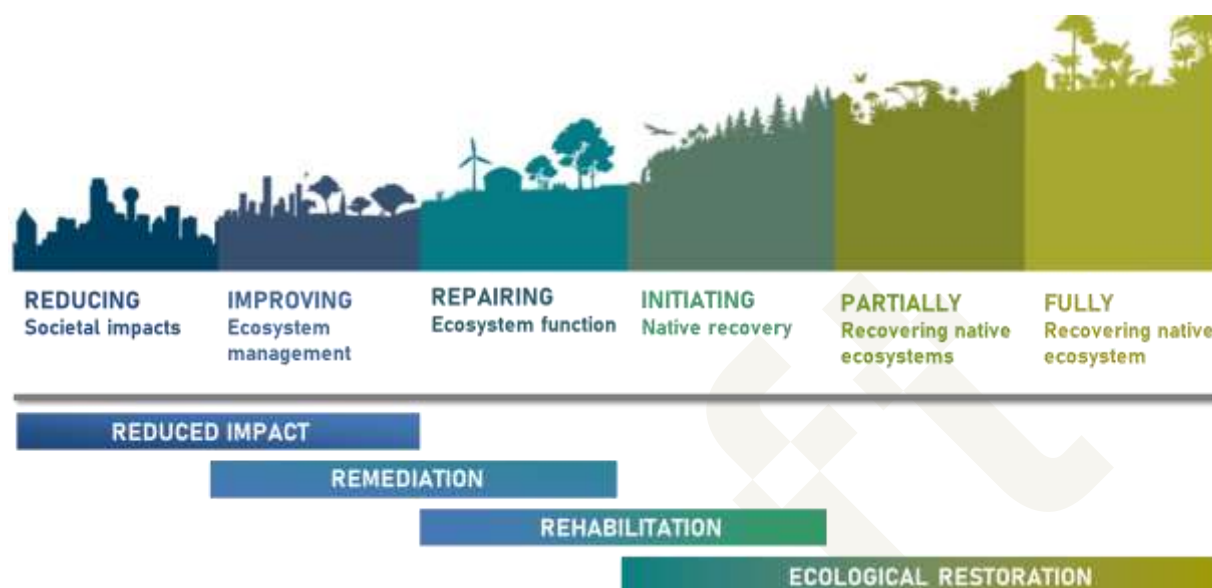 REDUCING
Societal impacts
IMPROVING
Ecosystem
management
REPAIRING
Ecosystem function
INITIATING
Native recovery
PARTIALLY
Recovering native
ecosystems
FULLY
Recovering native
ecosystem
REDUCED IMPACT
REMEDIATION
REHABILITATION
ECOLOGICAL RESTORATION